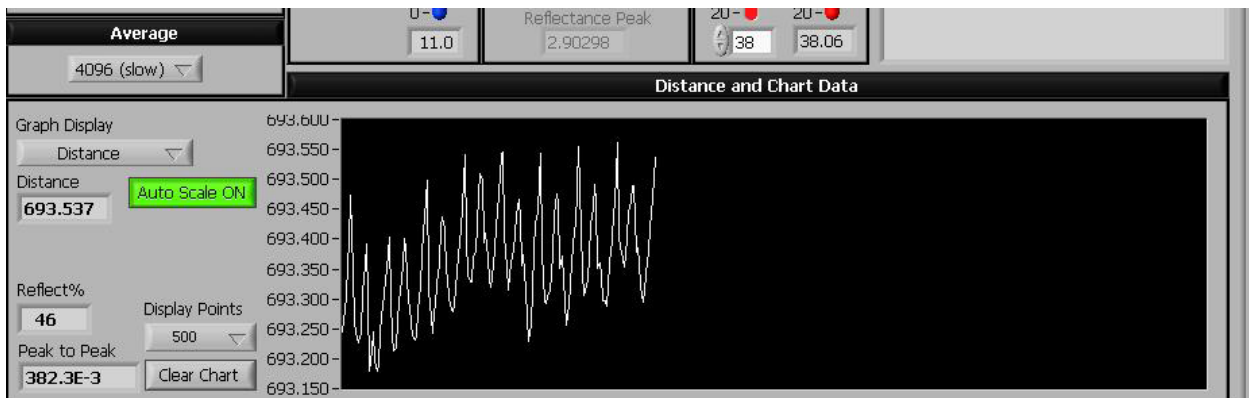 Average
4096 (slow)
0-
11.0
Reflectance Peak
2.90298
20-
38
20-
38.06
Distance and Chart Data
Graph Display
Distance
Distance
693.537
Auto Scale ON
Reflect%
46
Display Points
500
Peak to Peak
382.3E-3
Clear Chart
693.600
693.550
693.500
693.450
693.400
693.350
693.300
693.250
693.200
693.150